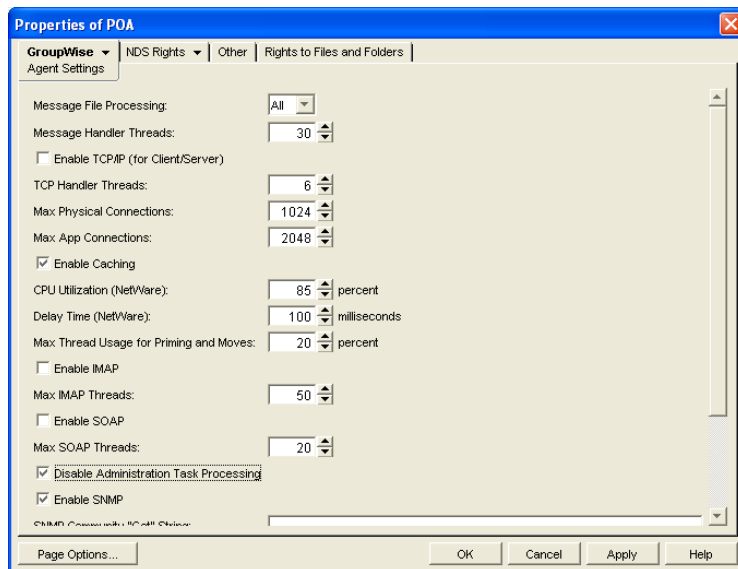 Properties of POA
GroupWise NDS Rights Other Rights to Files and Folders
Agent Settings
Message File Processing: All
Message Handler Threads: 30
Enable TCP/IP (for Client/Server)
TCP Handler Threads: 6
Max Physical Connections: 1024
Max App Connections: 2048
Enable Caching
CPU Utilization (NetWare): 85 percent
Delay Time (NetWare): 100 milliseconds
Max Thread Usage for Priming and Moves: 20 percent
Enable IMAP
Max IMAP Threads: 50
Enable SOAP
Max SOAP Threads: 20
Disable Administration Task Processing
Enable SNMP
SNMP Community "Get" String:
Page Options... OK Cancel Apply Help